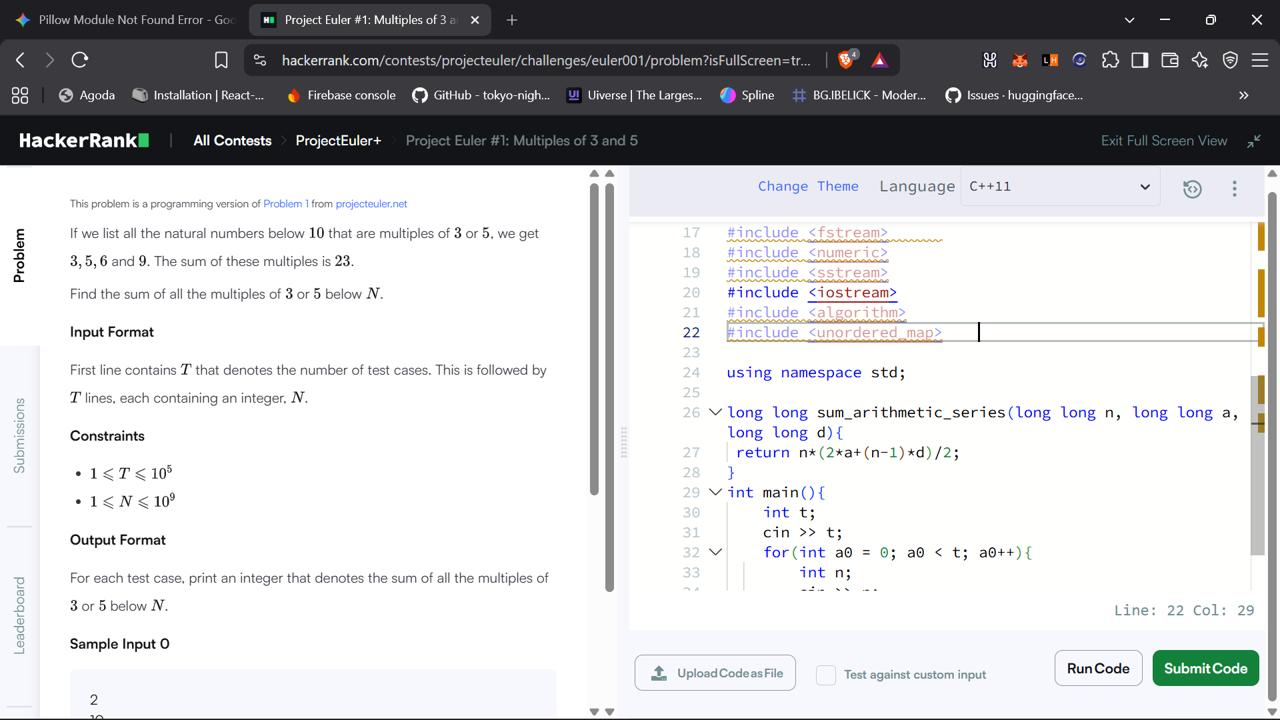 Pillow Module Not Found Error - Goo
Project Euler #1: Multiples of 3 a
hackerrank.com/contests/projecteuler/challenges/euler001/problem?isFullScreen=tr...
4
LH
Agoda
Installation | React-...
Firebase console
GitHub - tokyo-nigh...
Uiverse | The Larges...
Spline
BG.IBELICK - Moder...
Issues · huggingface...
HackerRank
All Contests
ProjectEuler+
Project Euler #1: Multiples of 3 and 5
Exit Full Screen View
Problem
Submissions
Leaderboard
This problem is a programming version of Problem 1 from projecteuler.net
If we list all the natural numbers below 10 that are multiples of 3 or 5, we get
3, 5, 6 and 9. The sum of these multiples is 23.
Find the sum of all the multiples of 3 or 5 below N.
Input Format
First line contains T that denotes the number of test cases. This is followed by
T lines, each containing an integer, N.
Constraints
• 1 ⩽ T ⩽ 10^5
• 1 ⩽ N ⩽ 10^9
Output Format
For each test case, print an integer that denotes the sum of all the multiples of
3 or 5 below N.
Sample Input 0
2
10
Change Theme
Language
C++11
17 #include <fstream>
18 #include <numeric>
19 #include <sstream>
20 #include <iostream>
21 #include <algorithm>
22 #include <unordered_map>
23
24 using namespace std;
25
26 long long sum_arithmetic_series(long long n, long long a,
long long d){
27 return n*(2*a+(n-1)*d)/2;
28 }
29 int main(){
30 int t;
31 cin >> t;
32 for(int a0 = 0; a0 < t; a0++){
33 int n;
34 cin >> n;
Line: 22 Col: 29
Upload Code as File
Test against custom input
Run Code
Submit Code